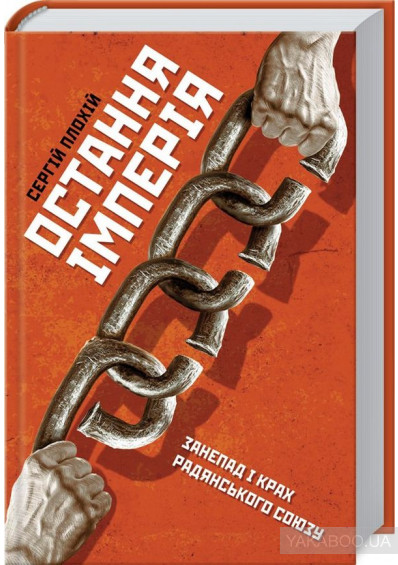 СЕРГІЙ ПЛОХІЙ
ОСТАННЯ
ІМПЕРІЯ
ЗАНЕПАД І КРАХ
РАДЯНСЬКОГО СОЮЗУ
YAKABOO.UA